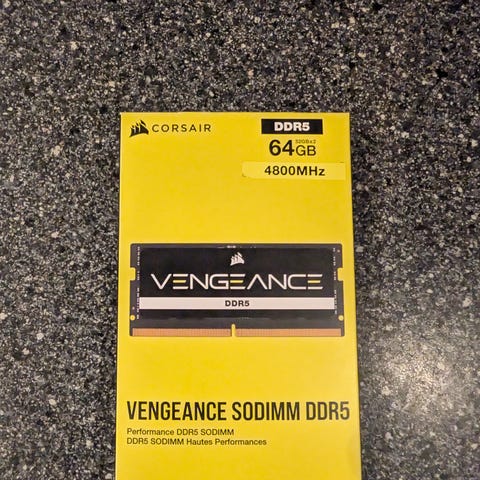 CORSAIR
DDR5
64GB 32GBx2
4800MHz
VENGEANCE
DDR5
VENGEANCE SODIMM DDR5
Performance DDR5 SODIMM
DDR5 SODIMM Hautes Performances